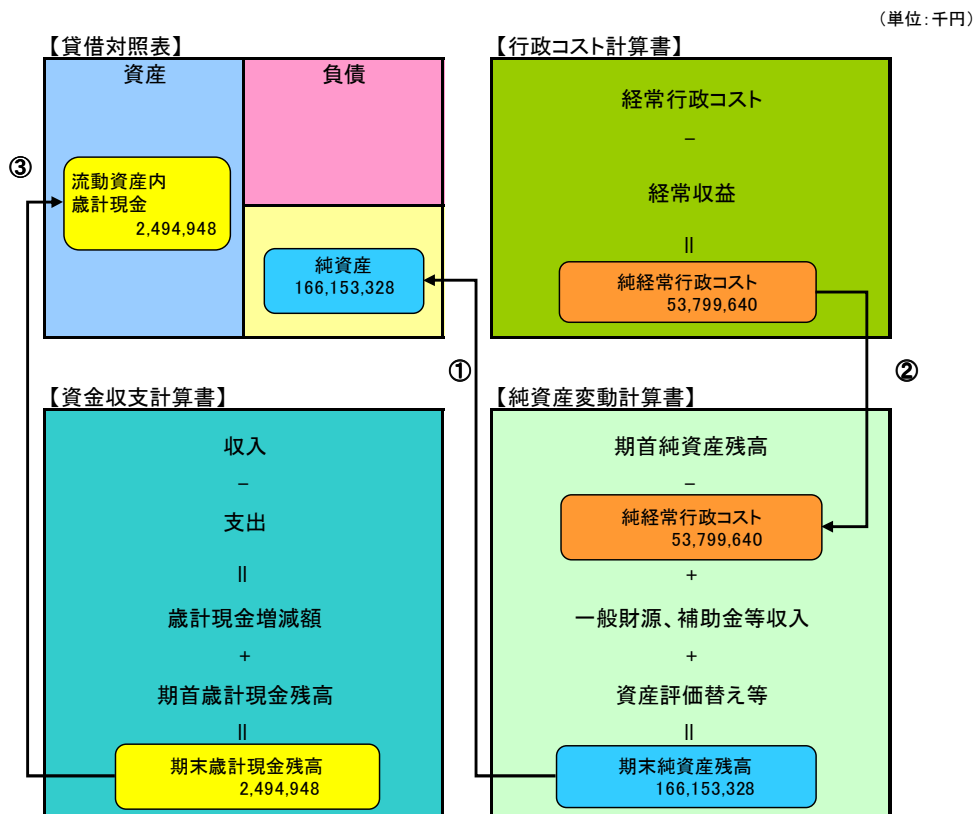 （単位：千円）
【貸借対照表】
資産
負債
③
流動資産内
歳計現金
2,494,948
純資産
166,153,328
【行政コスト計算書】
経常行政コスト
－
経常収益
||
純経常行政コスト
53,799,640
①
②
【資金収支計算書】
収入
－
支出
||
歳計現金増減額
+
期首歳計現金残高
||
期末歳計現金残高
2,494,948
【純資産変動計算書】
期首純資産残高
－
純経常行政コスト
53,799,640
+
一般財源、補助金等収入
+
資産評価替え等
||
期末純資産残高
166,153,328